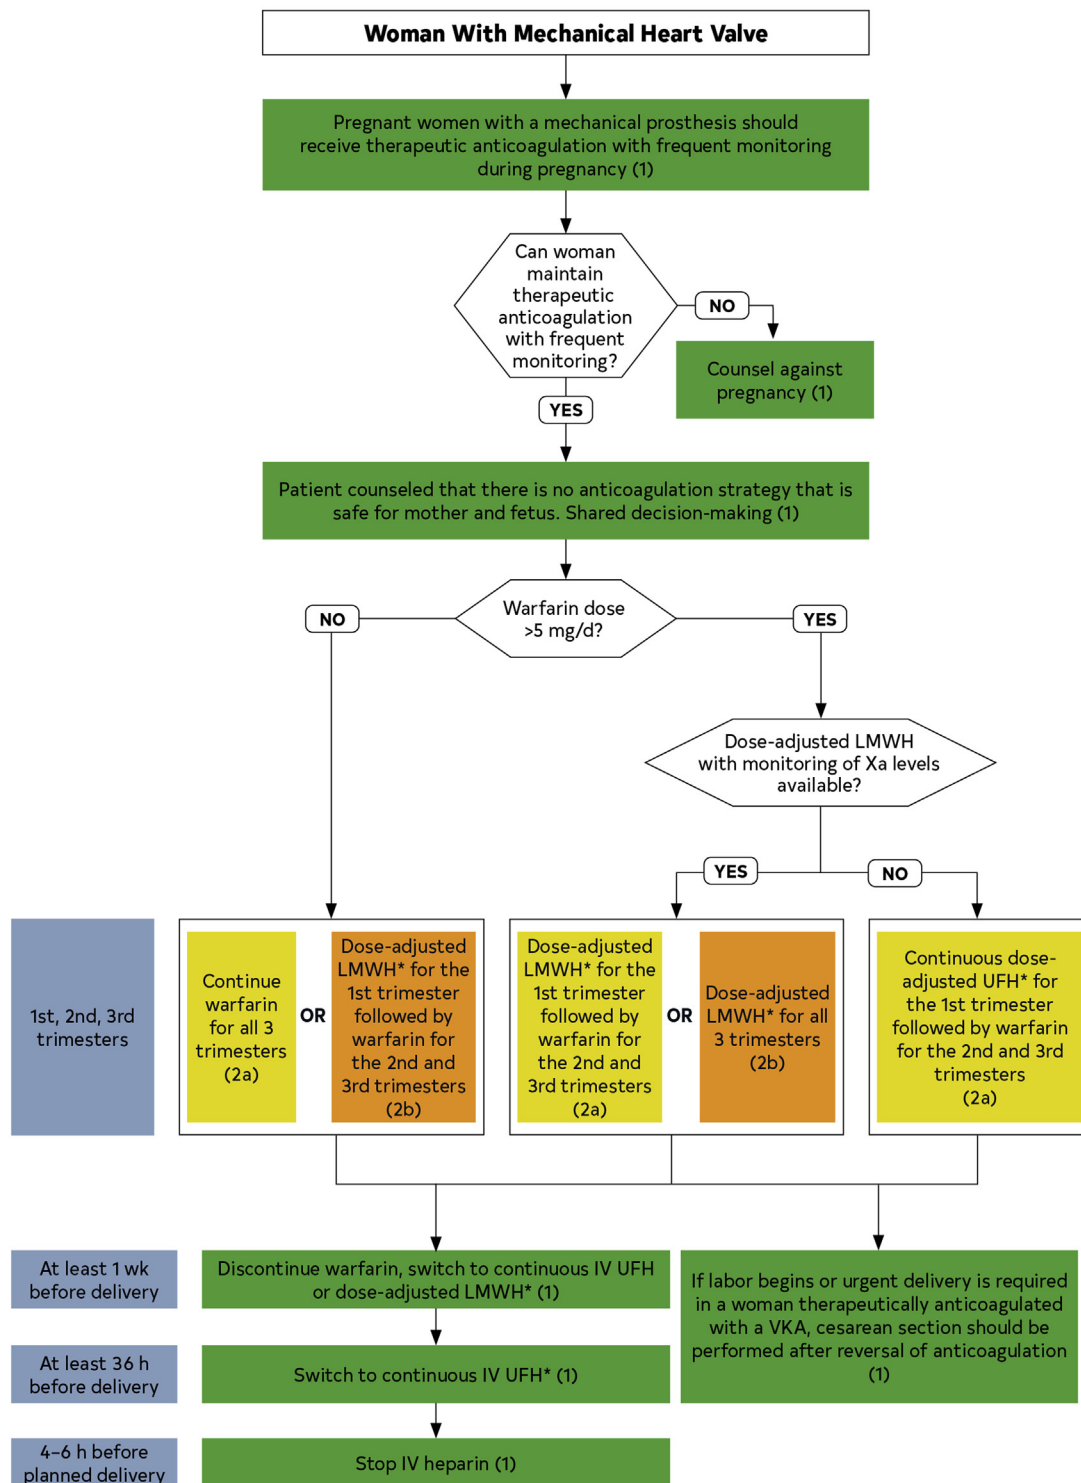 Woman With Mechanical Heart Valve
Pregnant women with a mechanical prosthesis should
receive therapeutic anticoagulation with frequent monitoring
during pregnancy (1)
Can woman
maintain
therapeutic
anticoagulation
with frequent
monitoring?
NO
Counsel against
pregnancy (1)
YES
Patient counseled that there is no anticoagulation strategy that is
safe for mother and fetus. Shared decision-making (1)
Warfarin dose
>5 mg/d?
NO
YES
Dose-adjusted LMWH
with monitoring of Xa levels
available?
YES
NO
1st, 2nd, 3rd
trimesters
Continue
warfarin
for all 3
trimesters
(2a)
OR
Dose-adjusted
LMWH* for the
1st trimester
followed by
warfarin for
the 2nd and
3rd trimesters
(2b)
Dose-adjusted
LMWH* for the
1st trimester
followed by
warfarin for
the 2nd and
3rd trimesters
(2a)
OR
Dose-adjusted
LMWH* for all
3 trimesters
(2b)
Continuous dose-
adjusted UFH* for
the 1st trimester
followed by warfarin
for the 2nd and 3rd
trimesters
(2a)
At least 1 wk
before delivery
Discontinue warfarin, switch to continuous IV UFH
or dose-adjusted LMWH* (1)
If labor begins or urgent delivery is required
in a woman therapeutically anticoagulated
with a VKA, cesarean section should be
performed after reversal of anticoagulation
(1)
At least 36 h
before delivery
Switch to continuous IV UFH* (1)
4–6 h before
planned delivery
Stop IV heparin (1)